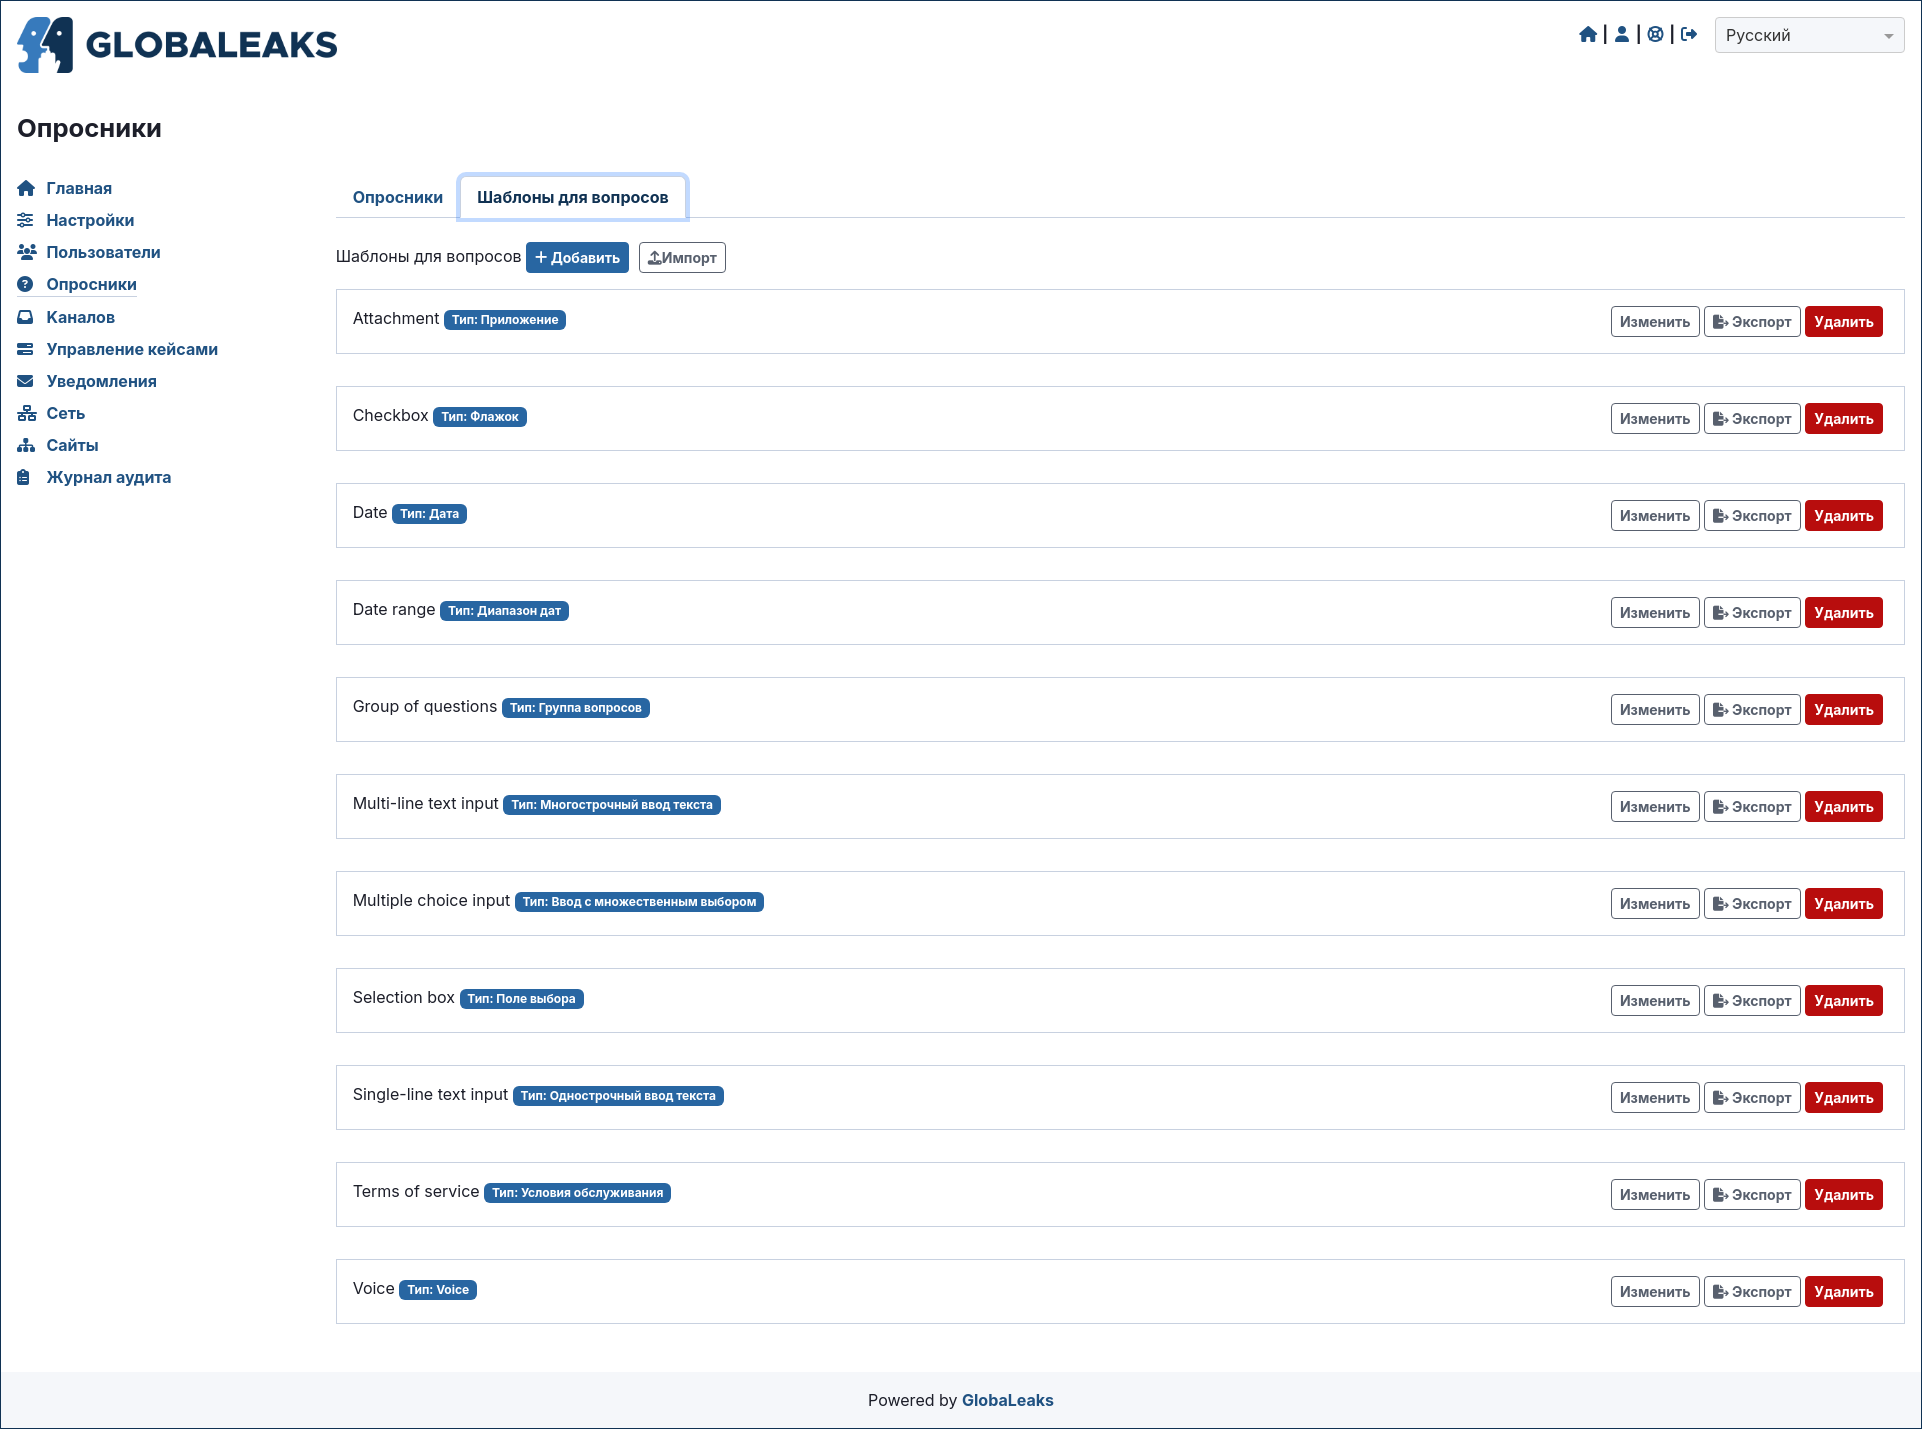 GLOBALEAKS
Русский
Опросники
Главная
Настройки
Пользователи
Опросники
Каналов
Управление кейсами
Уведомления
Сеть
Сайты
Журнал аудита
Опросники Шаблоны для вопросов
Шаблоны для вопросов Добавить Импорт
Attachment Тип: Приложение Изменить Экспорт Удалить
Checkbox Тип: Флажок Изменить Экспорт Удалить
Date Тип: Дата Изменить Экспорт Удалить
Date range Тип: Диапазон дат Изменить Экспорт Удалить
Group of questions Тип: Группа вопросов Изменить Экспорт Удалить
Multi-line text input Тип: Многострочный ввод текста Изменить Экспорт Удалить
Multiple choice input Тип: Ввод с множественным выбором Изменить Экспорт Удалить
Selection box Тип: Поле выбора Изменить Экспорт Удалить
Single-line text input Тип: Однострочный ввод текста Изменить Экспорт Удалить
Terms of service Тип: Условия обслуживания Изменить Экспорт Удалить
Voice Тип: Voice Изменить Экспорт Удалить
Powered by GlobaLeaks